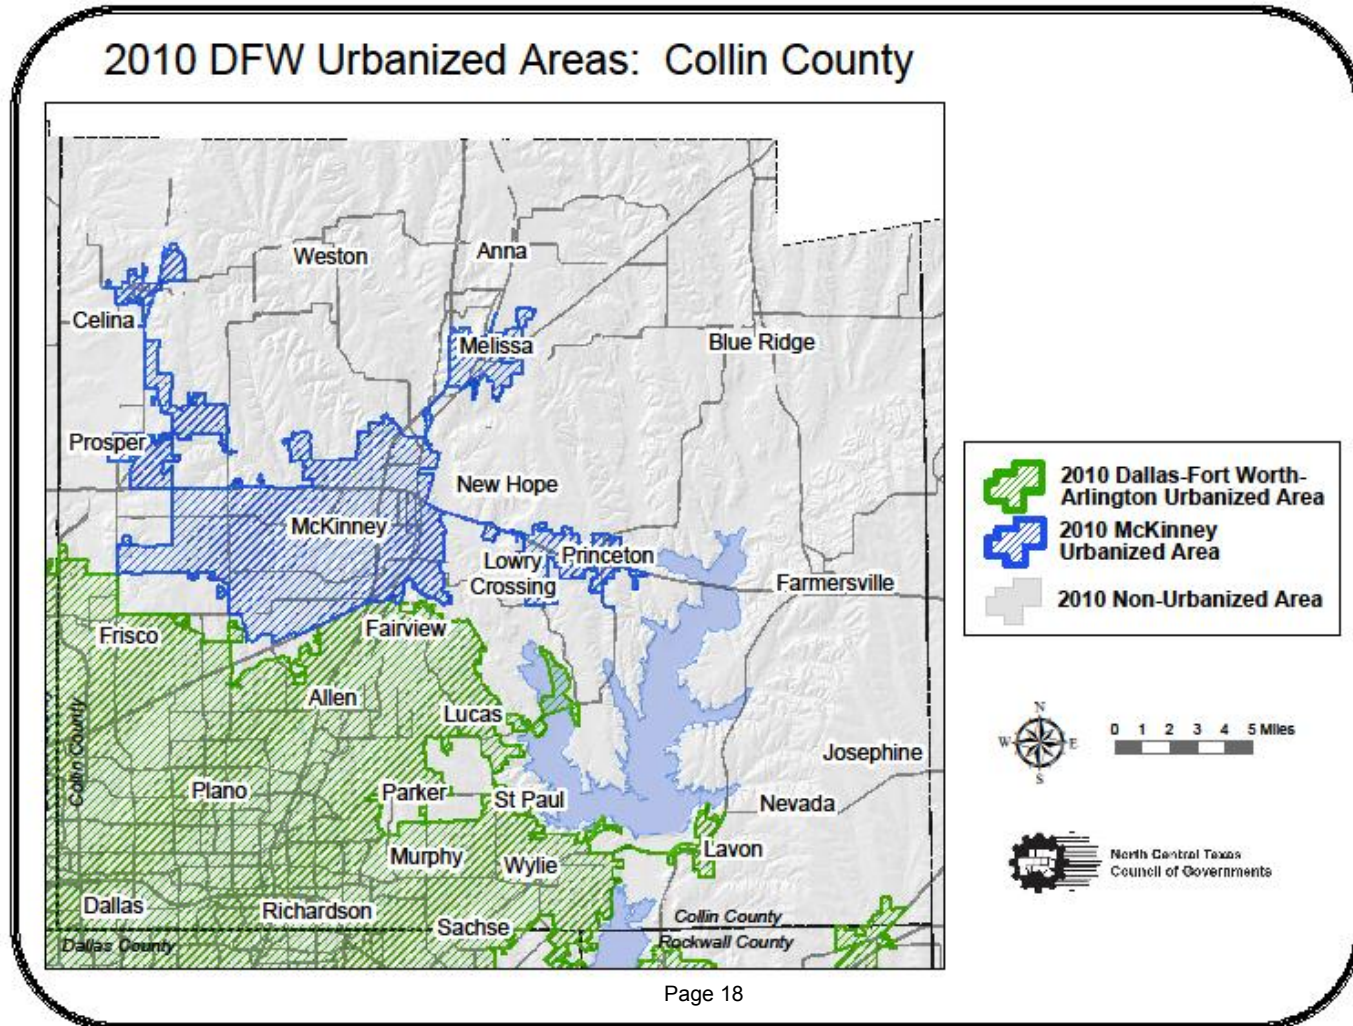 2010 DFW Urbanized Areas: Collin County
Weston
Anna
Celina
Melissa
Blue Ridge
Prosper
New Hope
McKinney
Lowry
Crossing
Princeton
Farmersville
Frisco
Fairview
Allen
Lucas
Collin County
Josephine
Plano
Parker
St Paul
Nevada
Murphy
Wylie
Lavon
Dallas
Richardson
Sachse
Collin County
Dallas County
Rockwall County
2010 Dallas-Fort Worth-
Arlington Urbanized Area
2010 McKinney
Urbanized Area
2010 Non-Urbanized Area
N
W E
S
0 1 2 3 4 5 Miles
North Central Texas
Council of Governments
Page 18